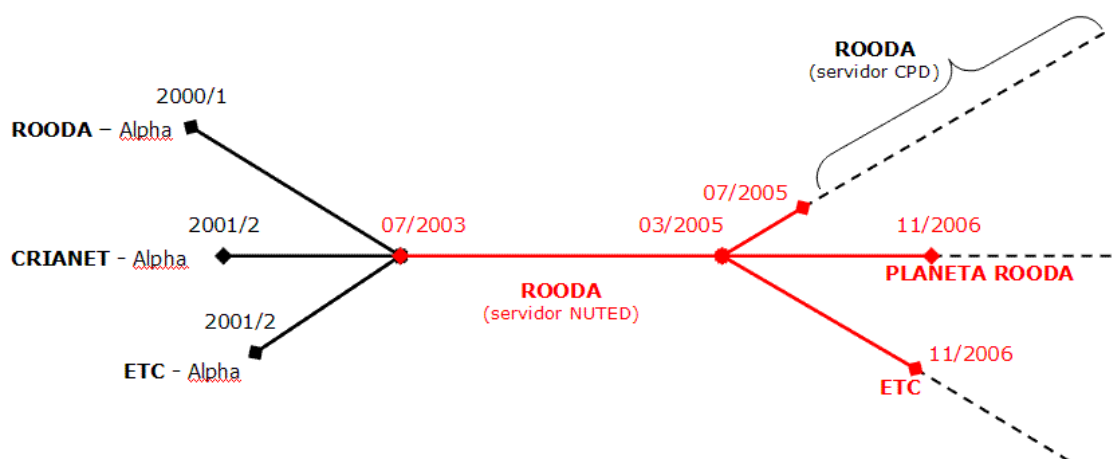 ROODA
(servidor CPD)
2000/1
ROODA – Alpha
07/2005
2001/2
07/2003
03/2005
11/2006
CRIANET - Alpha
PLANETA ROODA
ROODA
(servidor NUTED)
2001/2
11/2006
ETC - Alpha
ETC